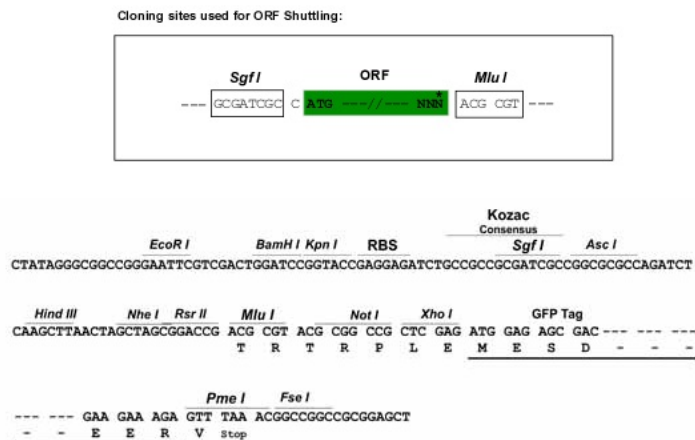 Cloning sites used for ORF Shuttling:
Sgf I ORF Mlu I
--- GCGATCGC C ATG ---//--- NNN* ACG CGT ---
Kozac
Consensus
EcoR I BamH I Kpn I RBS Sgf I Asc I
CTATAGGGCGGCCGGGAATTCGTCGACTGGATCCGGTACCGAGGAGATCTGCCGCCGCGATCGCCGGCGCGCCAGATCT
Hind III Nhe I Rsr II Mlu I Not I Xho I GFP Tag
CAAGCTTAACTAGCTAGCGGACCG ACG CGT ACG CGG CCG CTC GAG ATG GAG AGC GAC--- --- ---
T R T R P L E M E S D - - -
Pme I Fse I
--- --- GAA GAA AGA GTT TAA ACGGCCGGCCGCGGAGCT
- - E E R V Stop